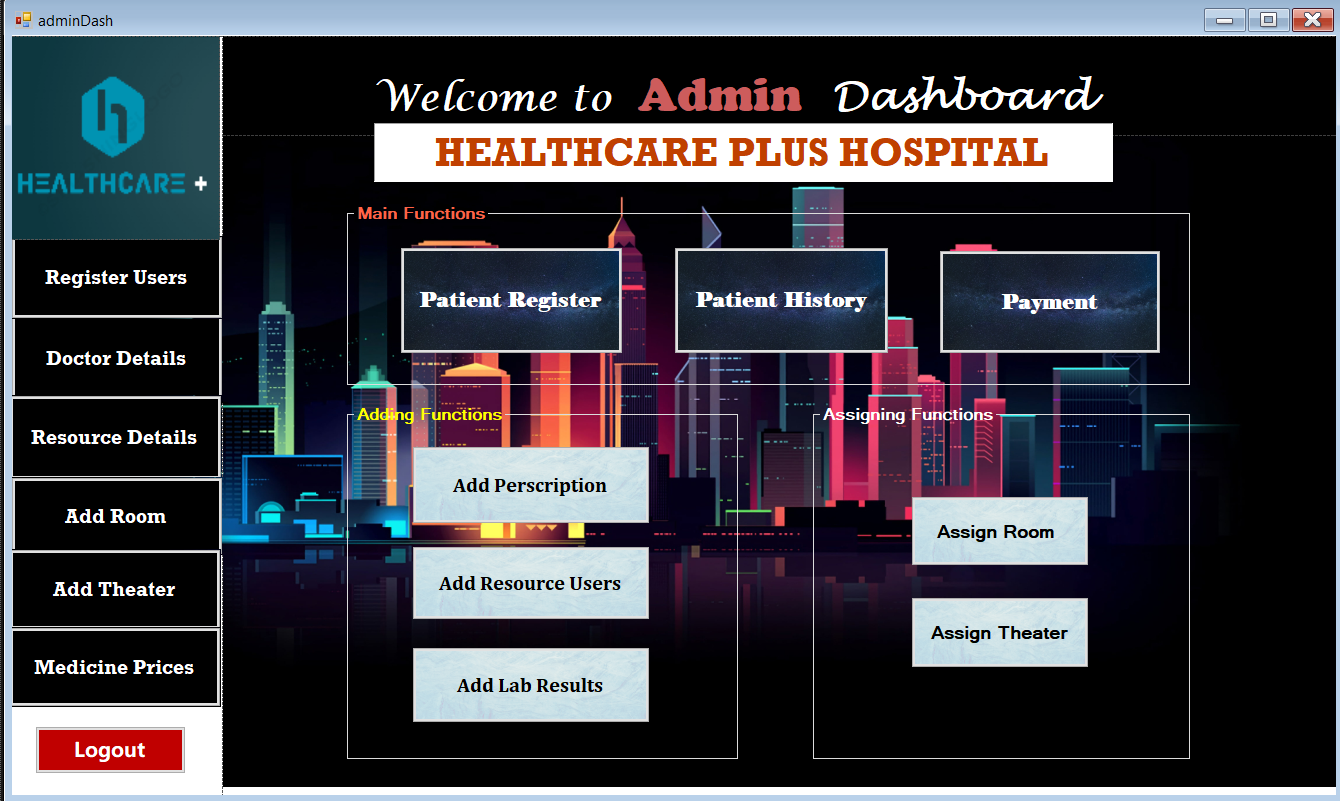 adminDash
HEALTHCARE +
Register Users
Doctor Details
Resource Details
Add Room
Add Theater
Medicine Prices
Logout
Welcome to Admin Dashboard
HEALTHCARE PLUS HOSPITAL
Main Functions
Patient Register
Patient History
Payment
Adding Functions
Add Perscription
Add Resource Users
Add Lab Results
Assigning Functions
Assign Room
Assign Theater